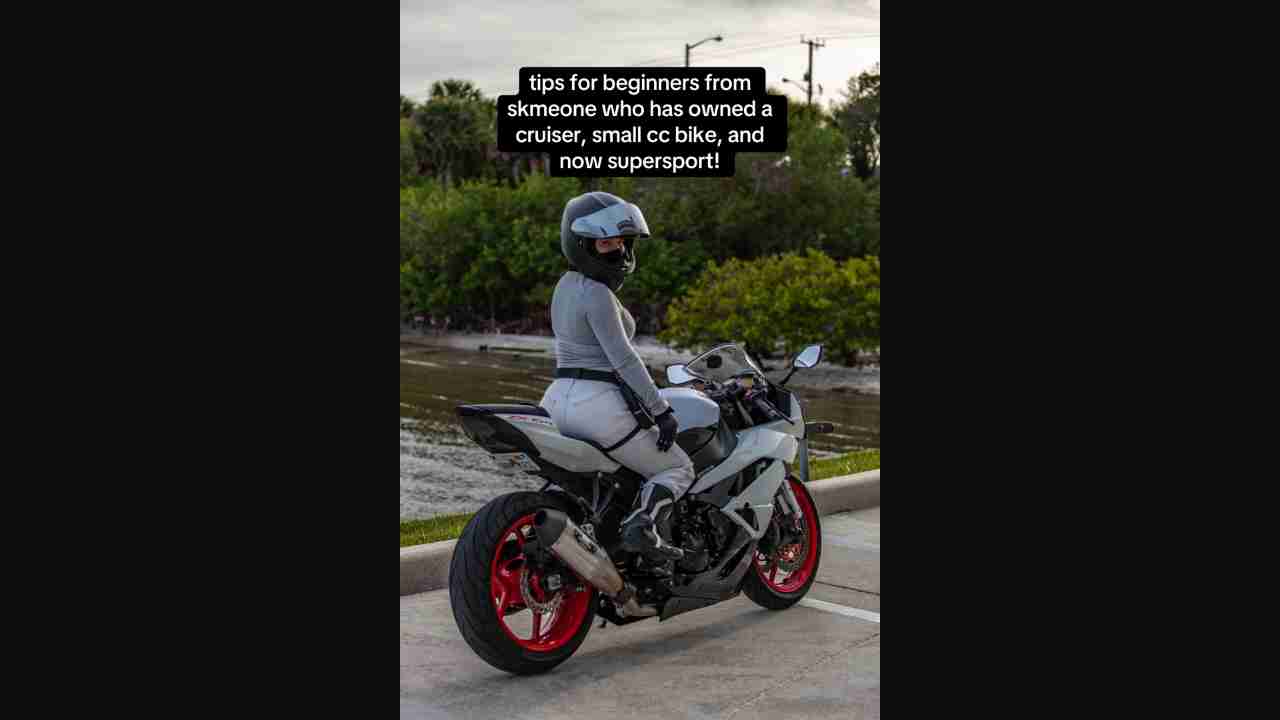 tips for beginners from
skmeone who has owned a
cruiser, small cc bike, and
now supersport!